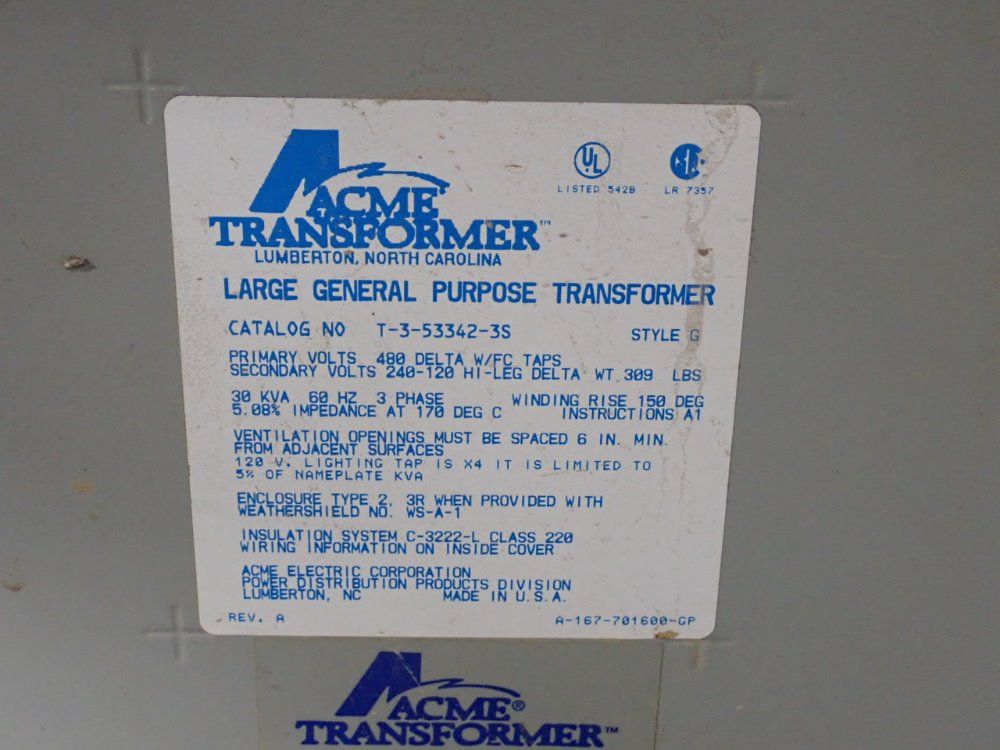 ACME
TRANSFORMER™
LUMBERTON, NORTH CAROLINA
UL
LISTED 542B
LR 7357
LARGE GENERAL PURPOSE TRANSFORMER
CATALOG NO T-3-53342-3S STYLE G
PRIMARY VOLTS 480 DELTA W/FC TAPS
SECONDARY VOLTS 240-120 HI-LEG DELTA WT 309 LBS
30 KVA 60 HZ 3 PHASE WINDING RISE 150 DEG
5.08% IMPEDANCE AT 170 DEG C INSTRUCTIONS A1
VENTILATION OPENINGS MUST BE SPACED 6 IN. MIN.
FROM ADJACENT SURFACES
120 V. LIGHTING TAP IS X4 IT IS LIMITED TO
5% OF NAMEPLATE KVA
ENCLOSURE TYPE 2, 3R WHEN PROVIDED WITH
WEATHERSHIELD NO. WS-A-1
INSULATION SYSTEM C-3222-L CLASS 220
WIRING INFORMATION ON INSIDE COVER
ACME ELECTRIC CORPORATION
POWER DISTRIBUTION PRODUCTS DIVISION
LUMBERTON, NC MADE IN U.S.A.
REV. A A-167-701600-GP
ACME®
TRANSFORMER™